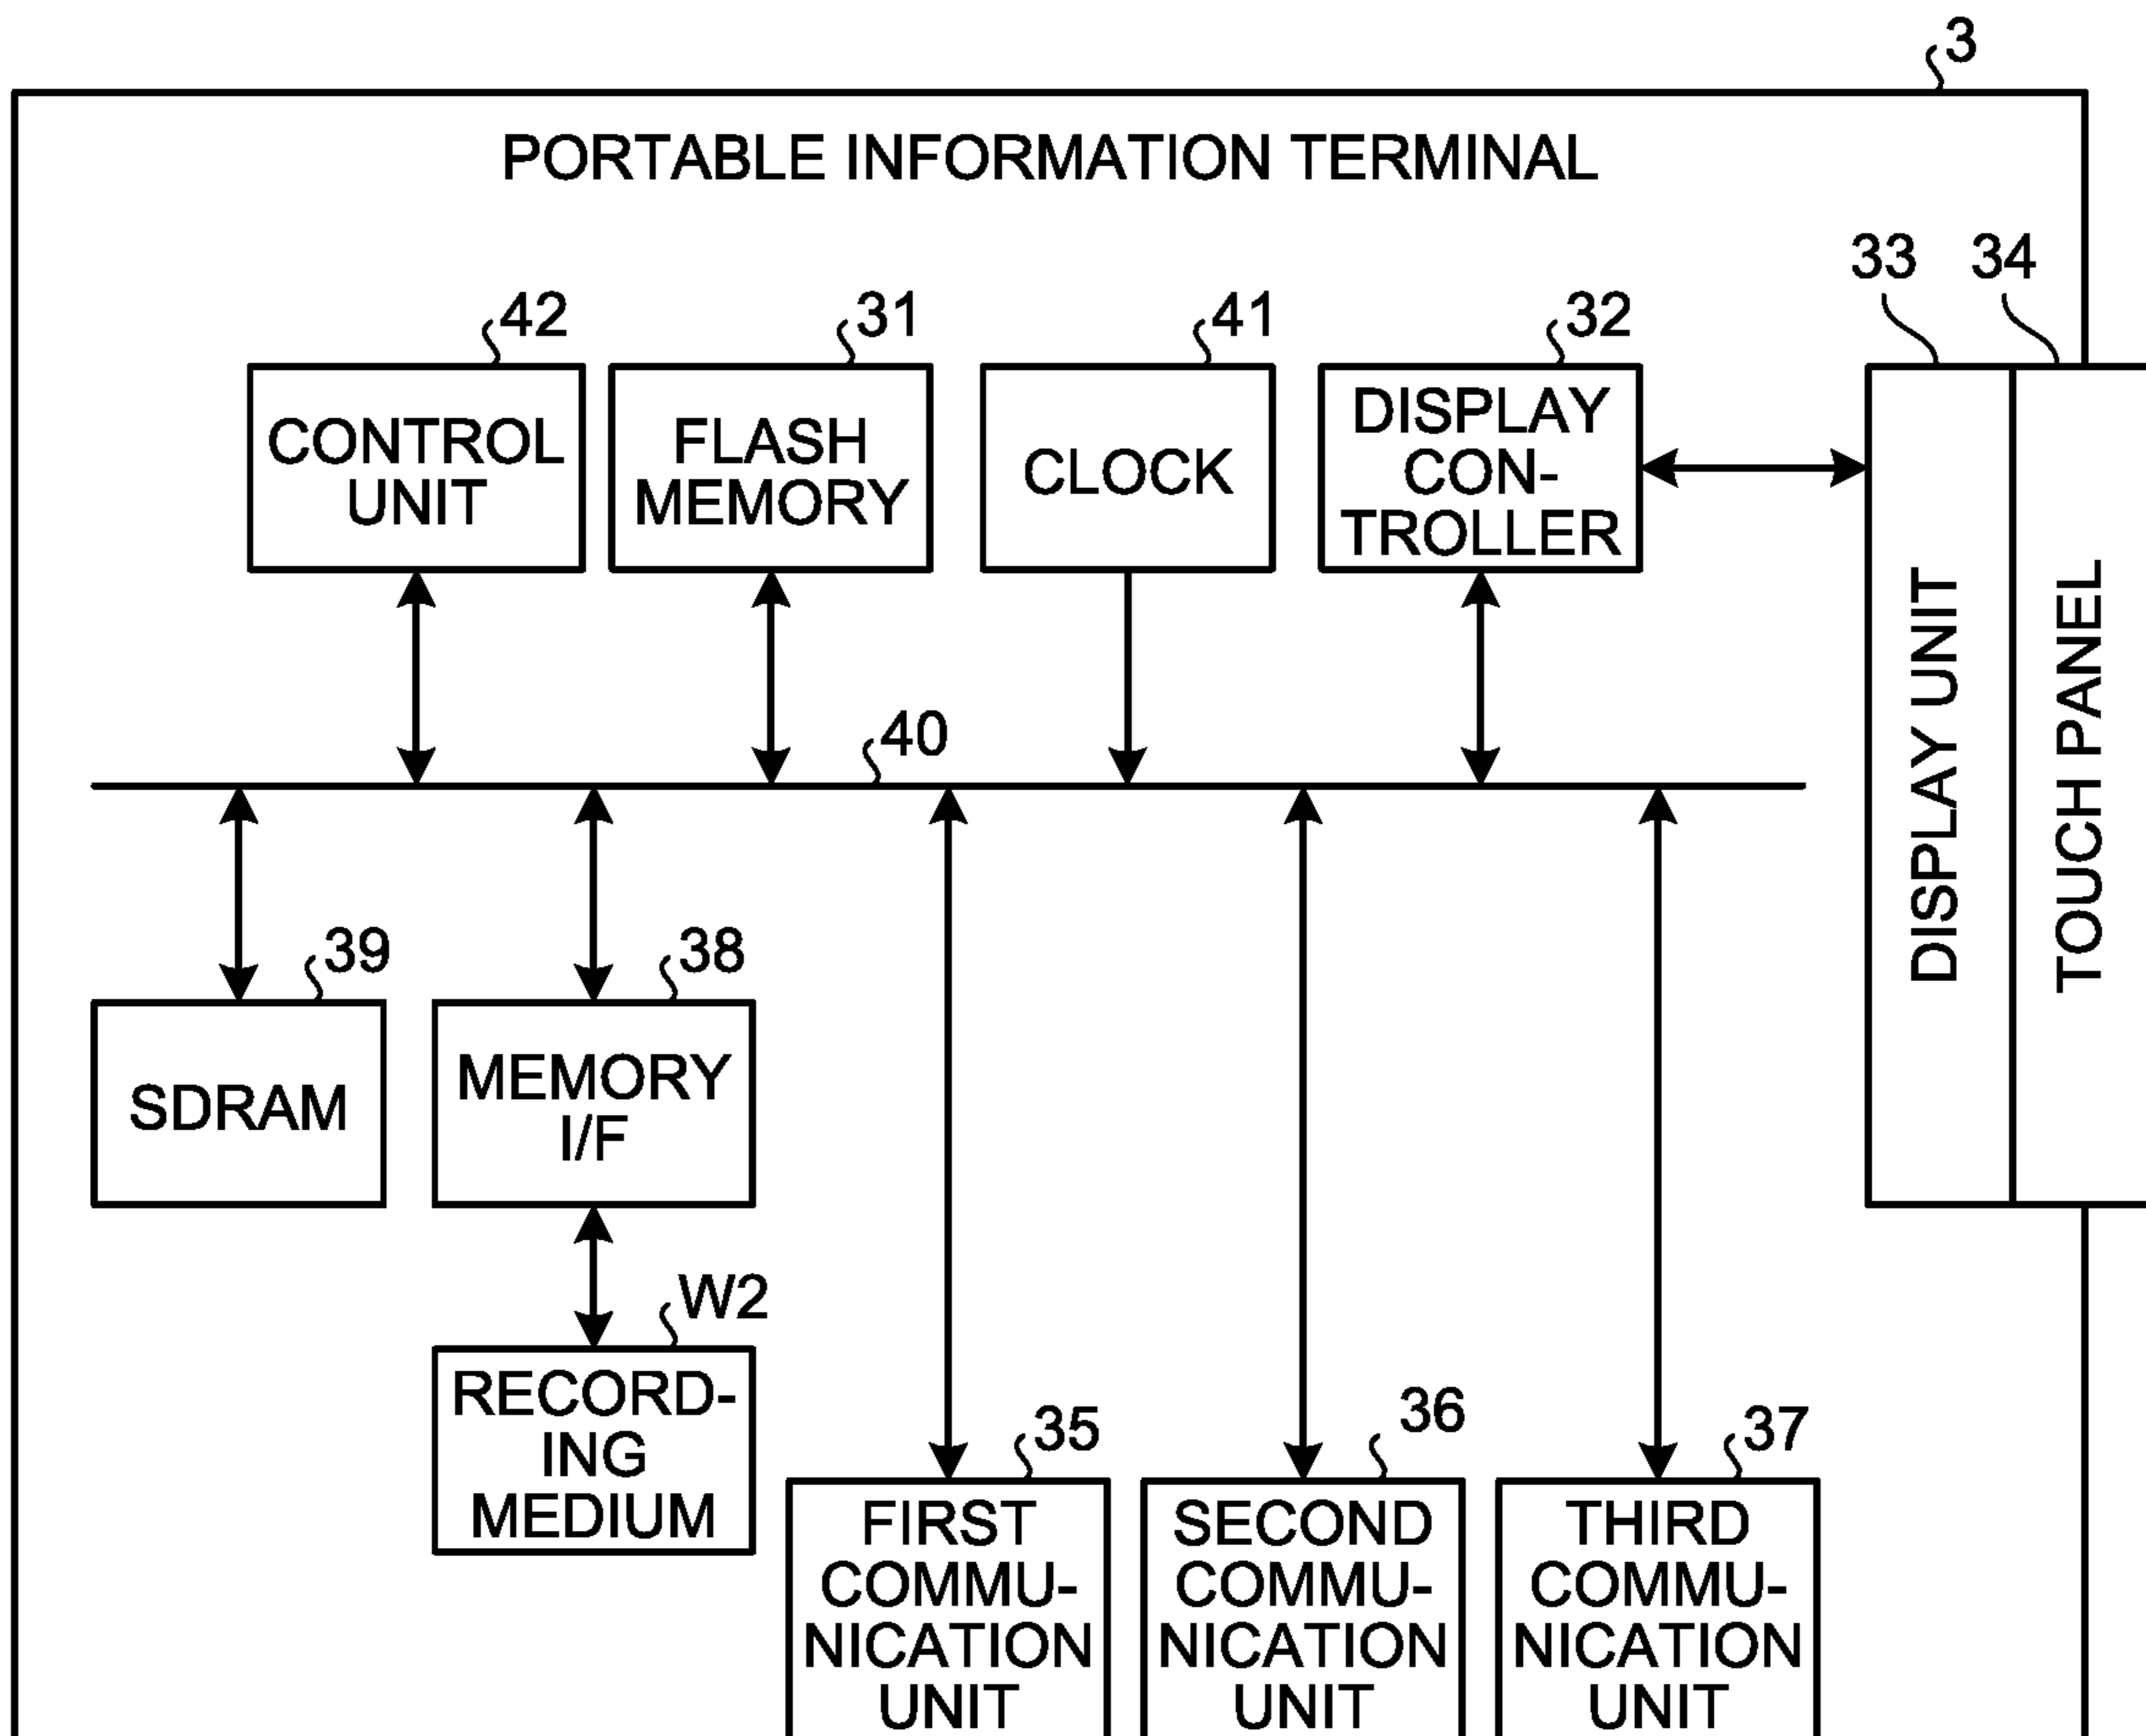 3
PORTABLE INFORMATION TERMINAL
33 34
42 31 41 32
CONTROL
UNIT
FLASH
MEMORY
CLOCK
DISPLAY
CON-
TROLLER
DISPLAY UNIT
TOUCH PANEL
40
39 38
SDRAM
MEMORY
I/F
W2
RECORD-
ING
MEDIUM
35 36 37
FIRST
COMMU-
NICATION
UNIT
SECOND
COMMU-
NICATION
UNIT
THIRD
COMMU-
NICATION
UNIT